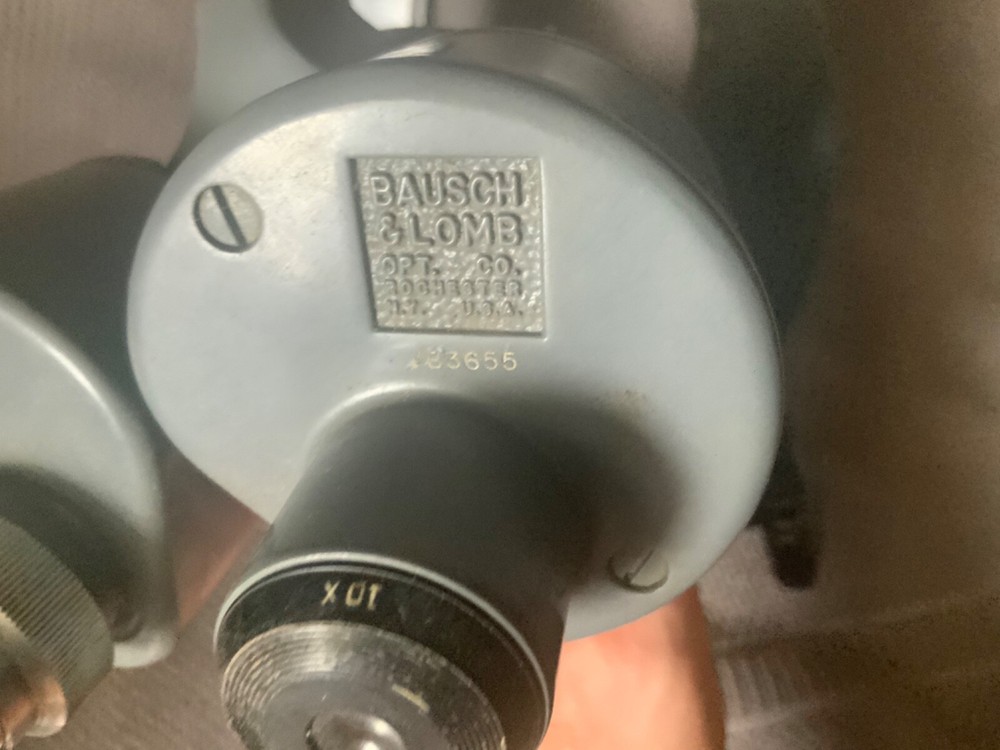 BAUSCH
& LOMB
OPT. CO.
ROCHESTER
N.Y. U.S.A.
10X